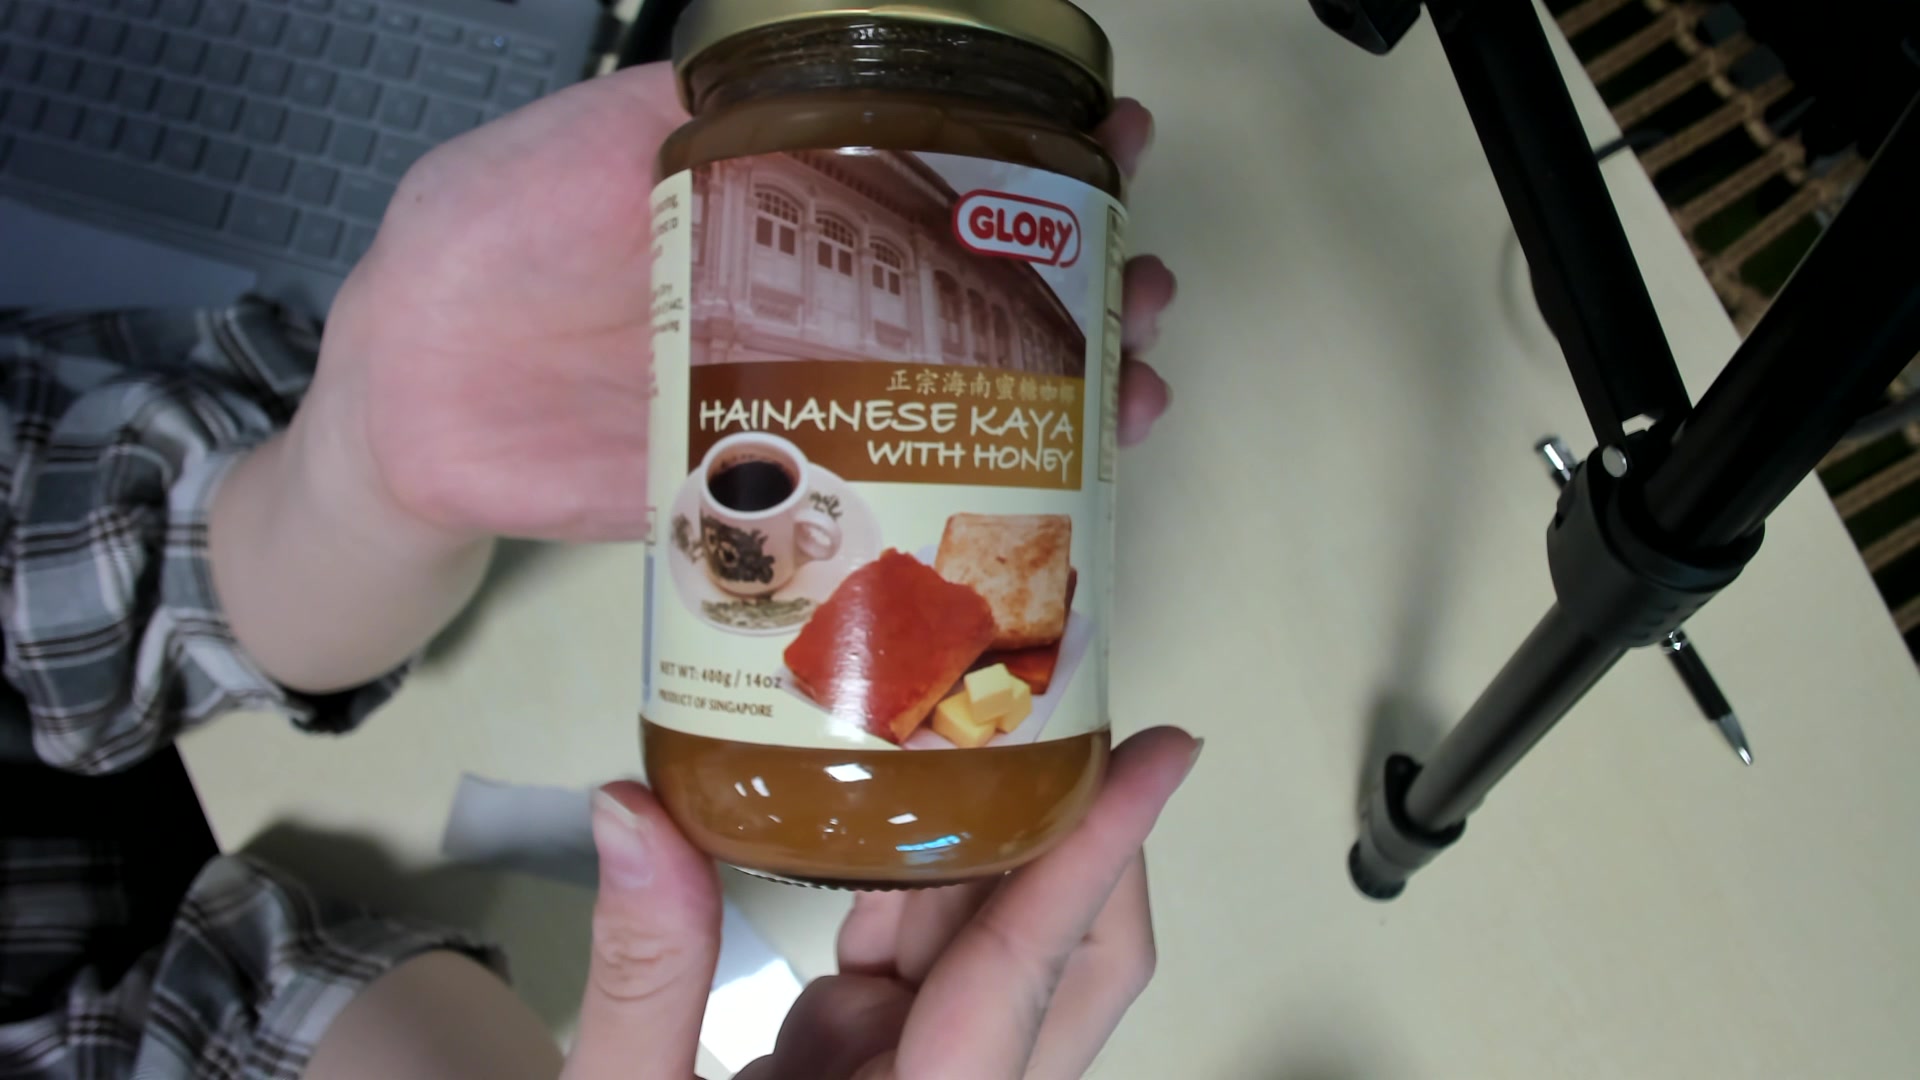 GLORY
正宗海南蜜糖咖椰
HAINANESE KAYA
WITH HONEY
NET WT: 400g / 14oz
PRODUCT OF SINGAPORE